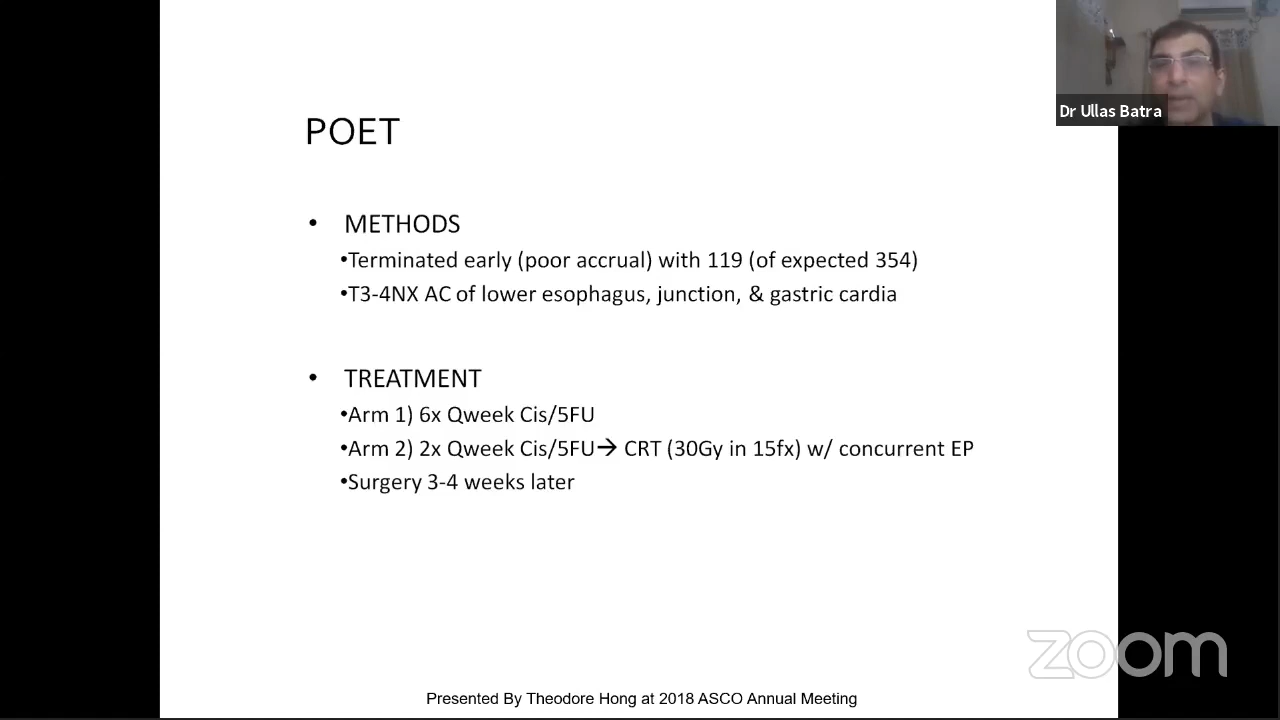 POET
• METHODS
•Terminated early (poor accrual) with 119 (of expected 354)
•T3-4NX AC of lower esophagus, junction, & gastric cardia
• TREATMENT
•Arm 1) 6x Qweek Cis/5FU
•Arm 2) 2x Qweek Cis/5FU→ CRT (30Gy in 15fx) w/ concurrent EP
•Surgery 3-4 weeks later
Presented By Theodore Hong at 2018 ASCO Annual Meeting
Dr Ullas Batra
zoom